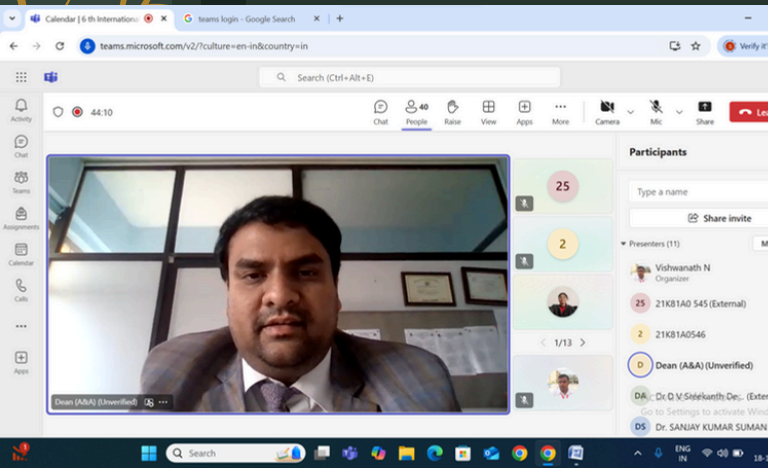 Calendar | 6 th Internationa
teams login - Google Search
teams.microsoft.com/v2/?culture=en-in&country=in
Verify it'
Search (Ctrl+Alt+E)
44:10
40
Chat
People
Raise
View
Apps
More
Camera
Mic
Share
Lea
Activity
Chat
Teams
Assignments
Calendar
Calls
Apps
Dean (A&A) (Unverified)
25
2
1/13
Participants
Type a name
Share invite
Presenters (11)
M
Vishwanath N
Organizer
25 21K81A0 545 (External)
2 21K81A0546
D Dean (A&A) (Unverified)
DA Dr. D V Srikanth De... (Exter
Go to Settings to activate Wind
DS Dr. SANJAY KUMAR SUMAN
Search
ENG
IN
18-1